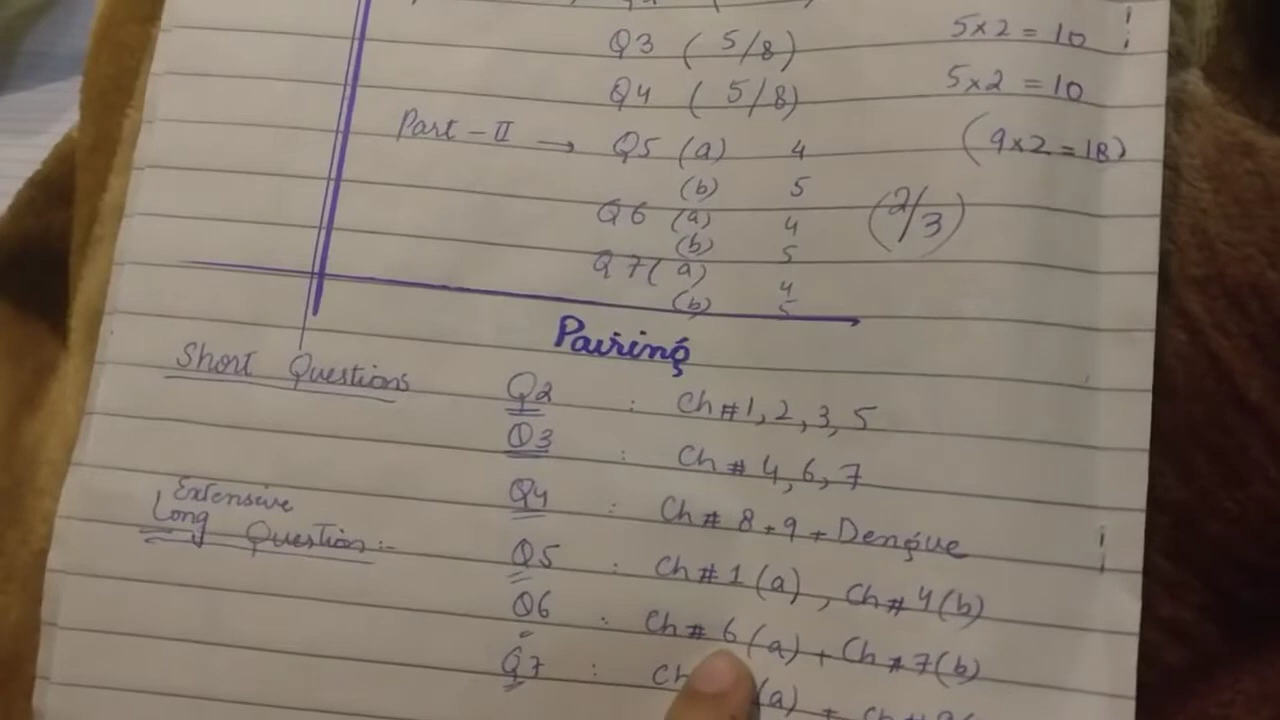 Q3 (5/8) 5x2 = 10
Q4 (5/8) 5x2 = 10
Part-II → Q5 (a) 4 (9x2=18)
(b) 5
Q6 (a) 4 (2/3)
(b) 5
Q7 (a) 4
(b) 5
Pairing
Short Questions Q2 : Ch#1, 2, 3, 5
Q3 : Ch# 4, 6, 7
Q4 : Ch# 8+9+Dengue
Extensive
Long Question:-
Q5 : Ch#1(a), Ch#4(b)
Q6 : Ch#6(a)+Ch#7(b)
Q7 : Ch (a) +